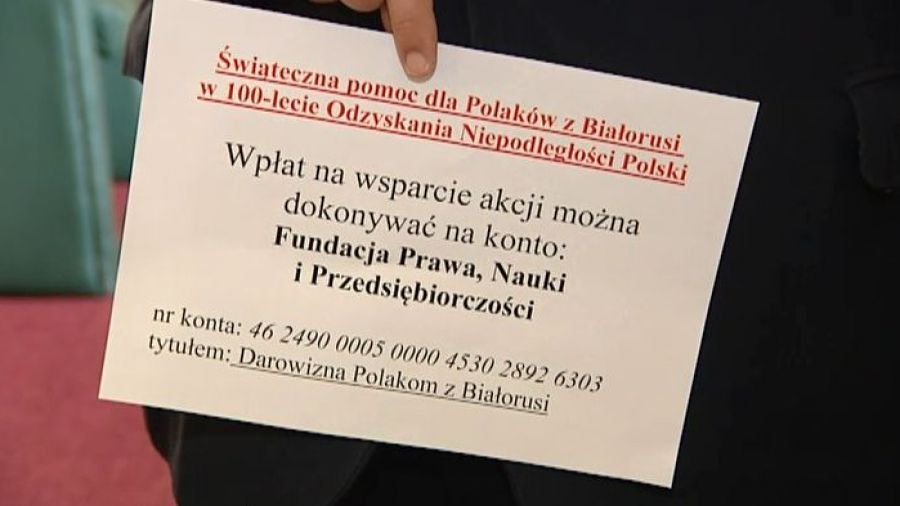 Świąteczna pomoc dla Polaków z Białorusi
w 100-lecie Odzyskania Niepodległości Polski
Wpłat na wsparcie akcji można
dokonywać na konto:
Fundacja Prawa, Nauki
i Przedsiębiorczości
nr konta: 46 2490 0005 0000 4530 2892 6303
tytułem: Darowizna Polakom z Białorusi